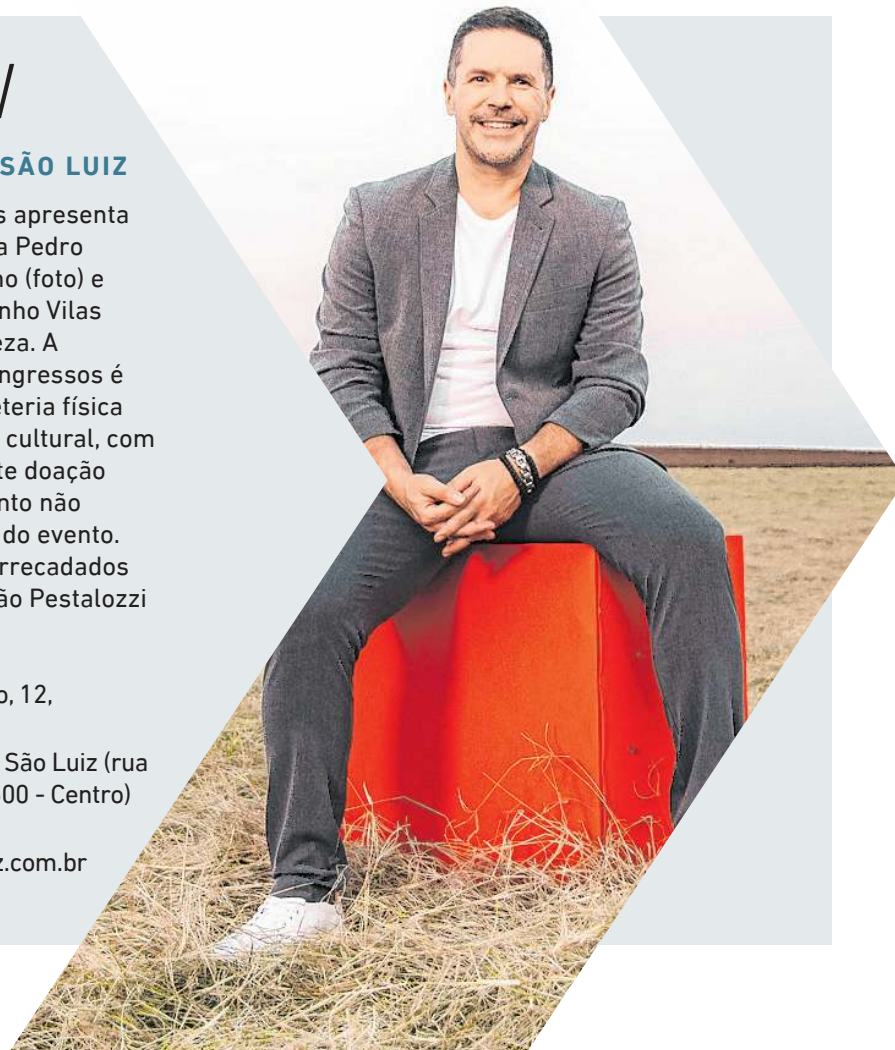 SÃO LUIZ
s apresenta
a Pedro
no (foto) e
nho Vilas
eza. A
ngressos é
eteria física
cultural, com
te doação
nto não
do evento.
rrecadados
ão Pestalozzi
o, 12,
São Luiz (rua
00 - Centro)
z.com.br